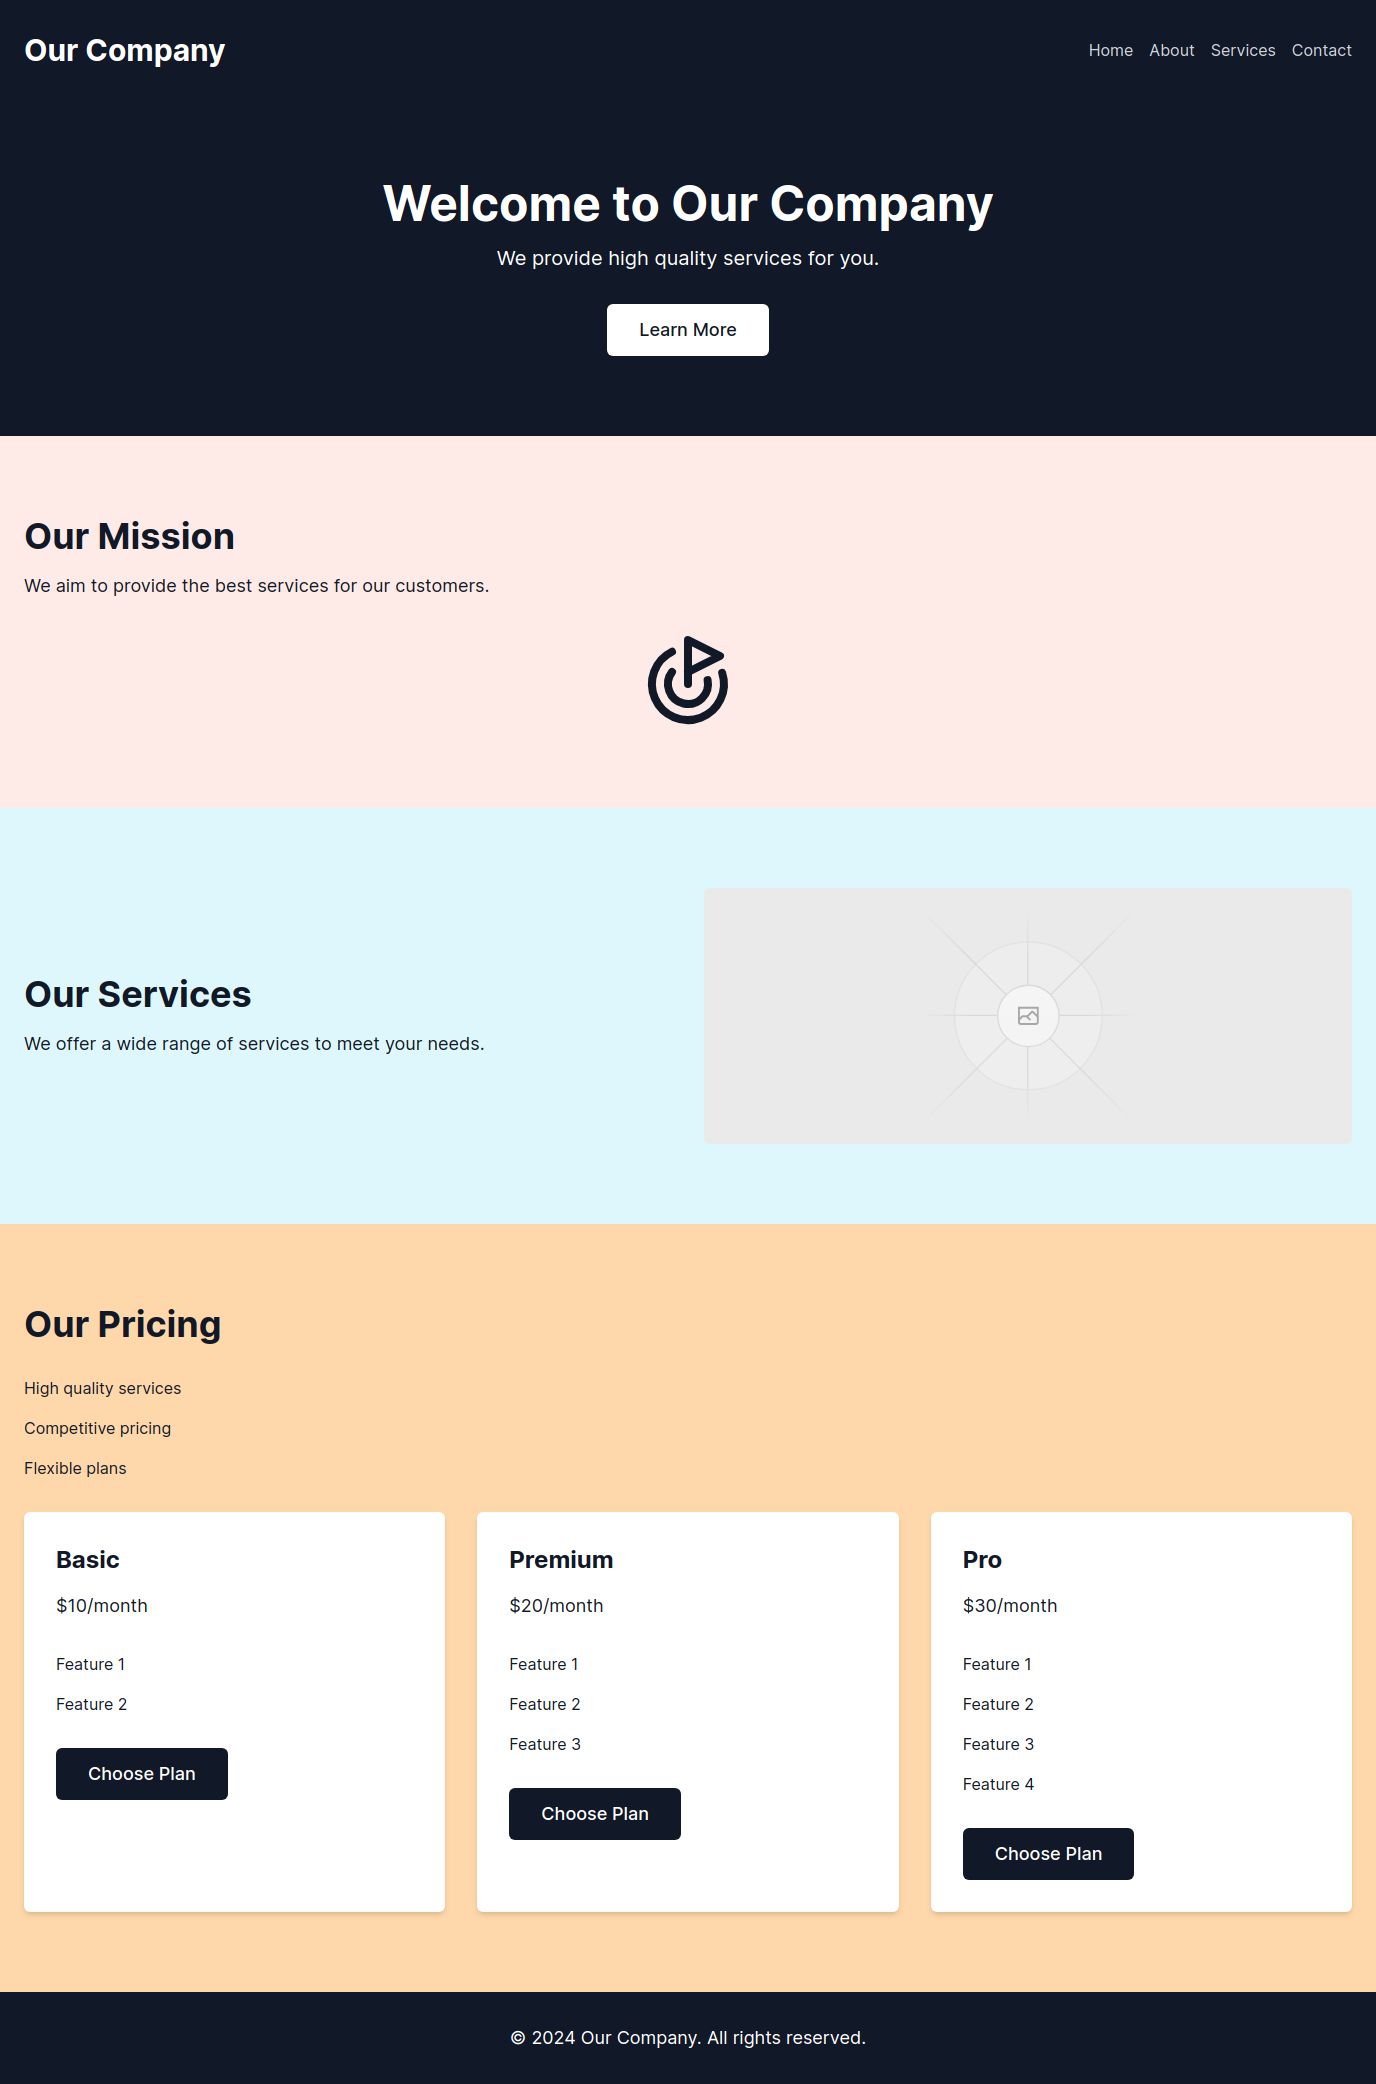 Our Company
Home About Services Contact
Welcome to Our Company
We provide high quality services for you.
Learn More
Our Mission
We aim to provide the best services for our customers.
Our Services
We offer a wide range of services to meet your needs.
Our Pricing
High quality services
Competitive pricing
Flexible plans
Basic
$10/month
Feature 1
Feature 2
Choose Plan
Premium
$20/month
Feature 1
Feature 2
Feature 3
Choose Plan
Pro
$30/month
Feature 1
Feature 2
Feature 3
Feature 4
Choose Plan
© 2024 Our Company. All rights reserved.